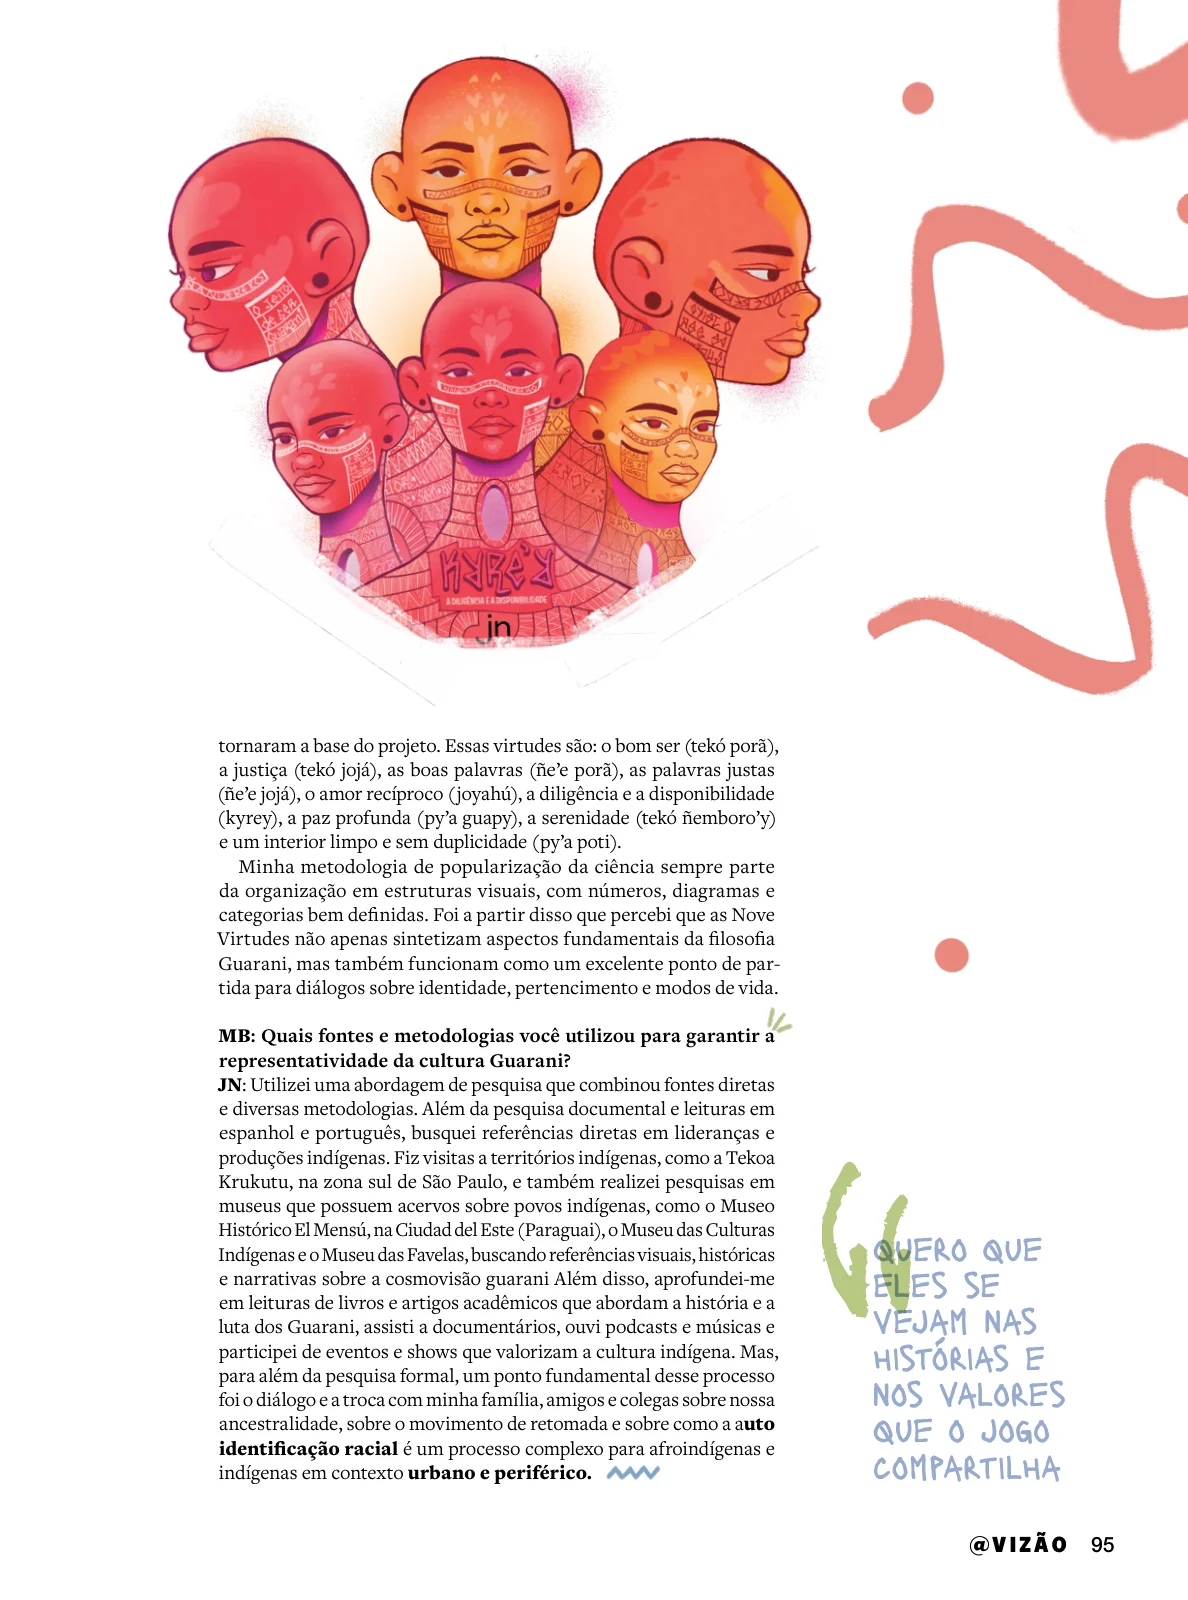 O Jeito
de ser
Guarani
KYRE'Y
A DILIGÊNCIA E A DISPONIBILIDADE
jn
tornaram a base do projeto. Essas virtudes são: o bom ser (tekó porã),
a justiça (tekó jojá), as boas palavras (ñe’e porã), as palavras justas
(ñe’e jojá), o amor recíproco (joyahú), a diligência e a disponibilidade
(kyrey), a paz profunda (py’a guapy), a serenidade (tekó ñemboro’y)
e um interior limpo e sem duplicidade (py’a poti).
Minha metodologia de popularização da ciência sempre parte
da organização em estruturas visuais, com números, diagramas e
categorias bem definidas. Foi a partir disso que percebi que as Nove
Virtudes não apenas sintetizam aspectos fundamentais da filosofia
Guarani, mas também funcionam como um excelente ponto de par-
tida para diálogos sobre identidade, pertencimento e modos de vida.
MB: Quais fontes e metodologias você utilizou para garantir a
representatividade da cultura Guarani?
JN: Utilizei uma abordagem de pesquisa que combinou fontes diretas
e diversas metodologias. Além da pesquisa documental e leituras em
espanhol e português, busquei referências diretas em lideranças e
produções indígenas. Fiz visitas a territórios indígenas, como a Tekoa
Krukutu, na zona sul de São Paulo, e também realizei pesquisas em
museus que possuem acervos sobre povos indígenas, como o Museo
Histórico El Mensú, na Ciudad del Este (Paraguai), o Museu das Culturas
Indígenas e o Museu das Favelas, buscando referências visuais, históricas
e narrativas sobre a cosmovisão guarani Além disso, aprofundei-me
em leituras de livros e artigos acadêmicos que abordam a história e a
luta dos Guarani, assisti a documentários, ouvi podcasts e músicas e
participei de eventos e shows que valorizam a cultura indígena. Mas,
para além da pesquisa formal, um ponto fundamental desse processo
foi o diálogo e a troca com minha família, amigos e colegas sobre nossa
ancestralidade, sobre o movimento de retomada e sobre como a auto
identificação racial é um processo complexo para afroindígenas e
indígenas em contexto urbano e periférico.
QUERO QUE
ELES SE
VEJAM NAS
HISTÓRIAS E
NOS VALORES
QUE O JOGO
COMPARTILHA
@VIZÃO 95